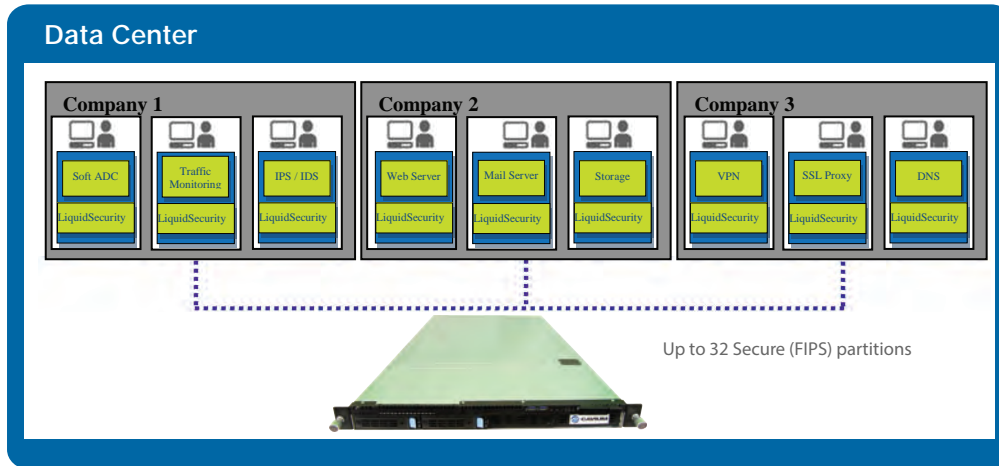 Data Center
Company 1
Company 2
Company 3
Soft ADC
Traffic
Monitoring
IPS / IDS
Web Server
Mail Server
Storage
VPN
SSL Proxy
DNS
LiquidSecurity
LiquidSecurity
LiquidSecurity
LiquidSecurity
LiquidSecurity
LiquidSecurity
LiquidSecurity
LiquidSecurity
LiquidSecurity
Up to 32 Secure (FIPS) partitions
CAVIUM